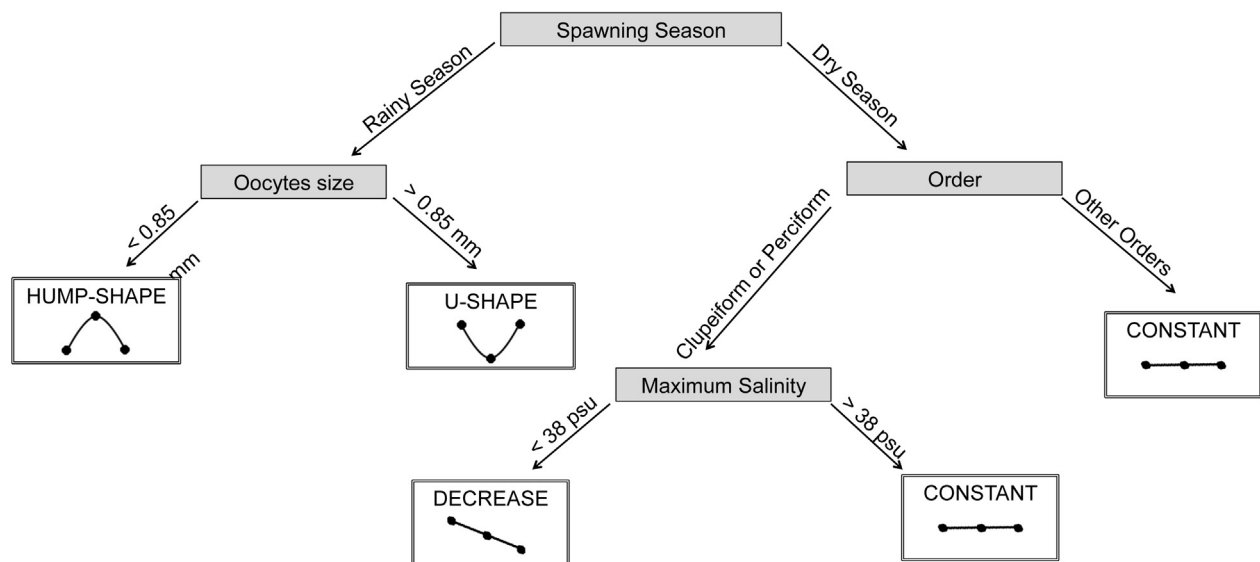 Spawning Season
Rainy Season
Dry Season
Oocytes size
Order
< 0.85
mm
> 0.85 mm
Clupeiform or Perciform
Other Orders
HUMP-SHAPE
U-SHAPE
CONSTANT
Maximum Salinity
< 38 psu
> 38 psu
DECREASE
CONSTANT